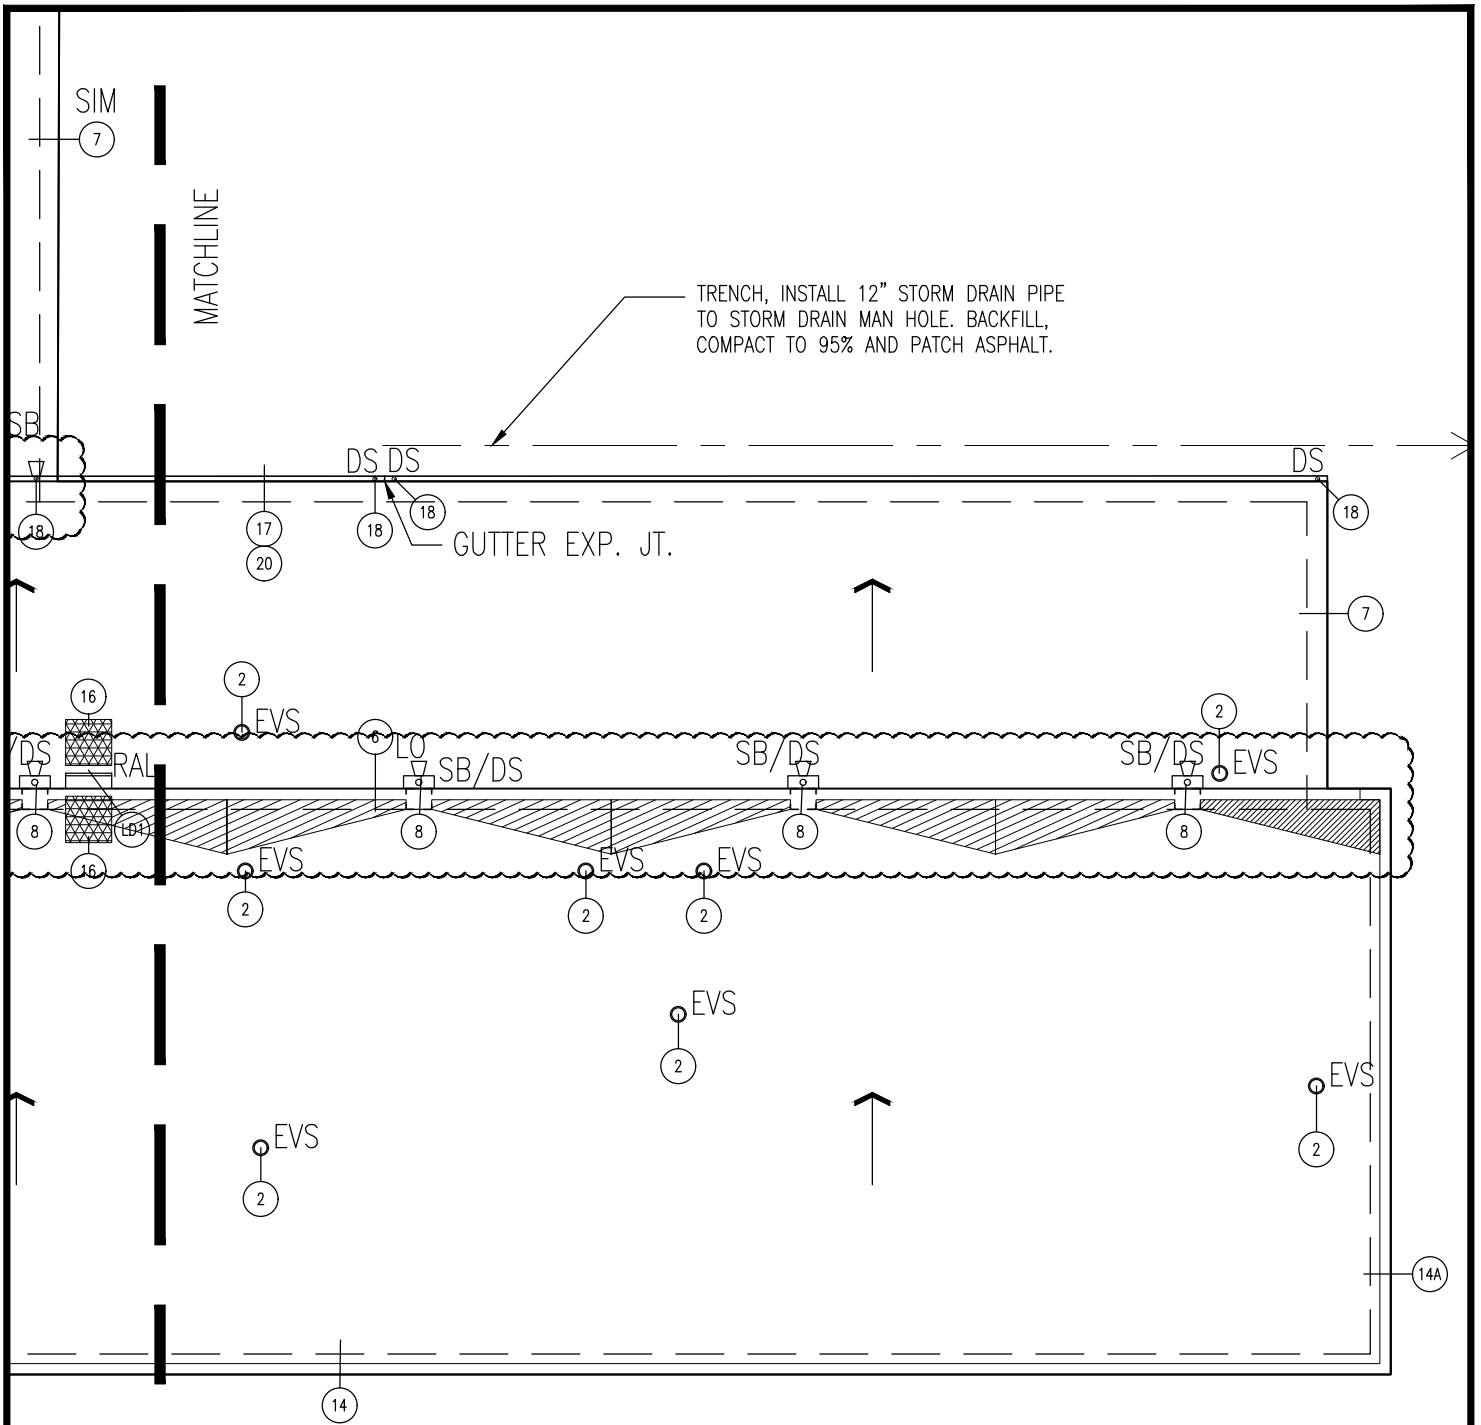 SIM
7
MATCHLINE
TRENCH, INSTALL 12" STORM DRAIN PIPE
TO STORM DRAIN MAN HOLE. BACKFILL,
COMPACT TO 95% AND PATCH ASPHALT.
SB
DS
DS
DS
18
18
18
18
17
20
GUTTER EXP. JT.
7
2
EVS
16
6
LO
2
EVS
/DS
RAL
SB/DS
SB/DS
SB/DS
8
LD1
8
8
8
16
EVS
EVS
EVS
2
2
2
EVS
2
EVS
2
EVS
2
14A
14